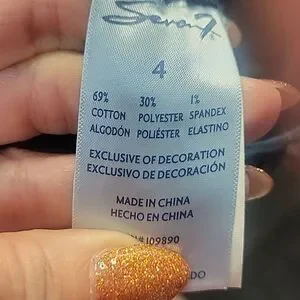 Seven7
4
69% 30% 1%
COTTON POLYESTER SPANDEX
ALGODÓN POLIÉSTER ELASTINO
EXCLUSIVE OF DECORATION
EXCLUSIVO DE DECORACIÓN
MADE IN CHINA
HECHO EN CHINA
# 109890